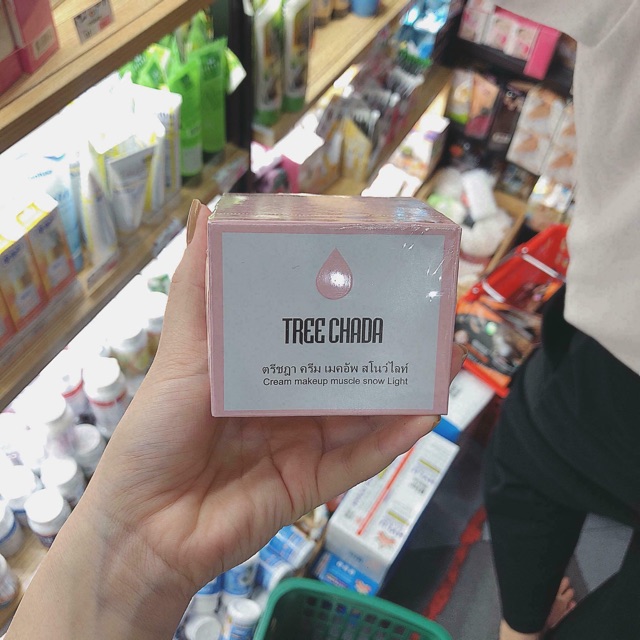 TREE CHADA
ตรีชฎา ครีม เมคอัพ สโนว์ไลท์
Cream makeup muscle snow Light